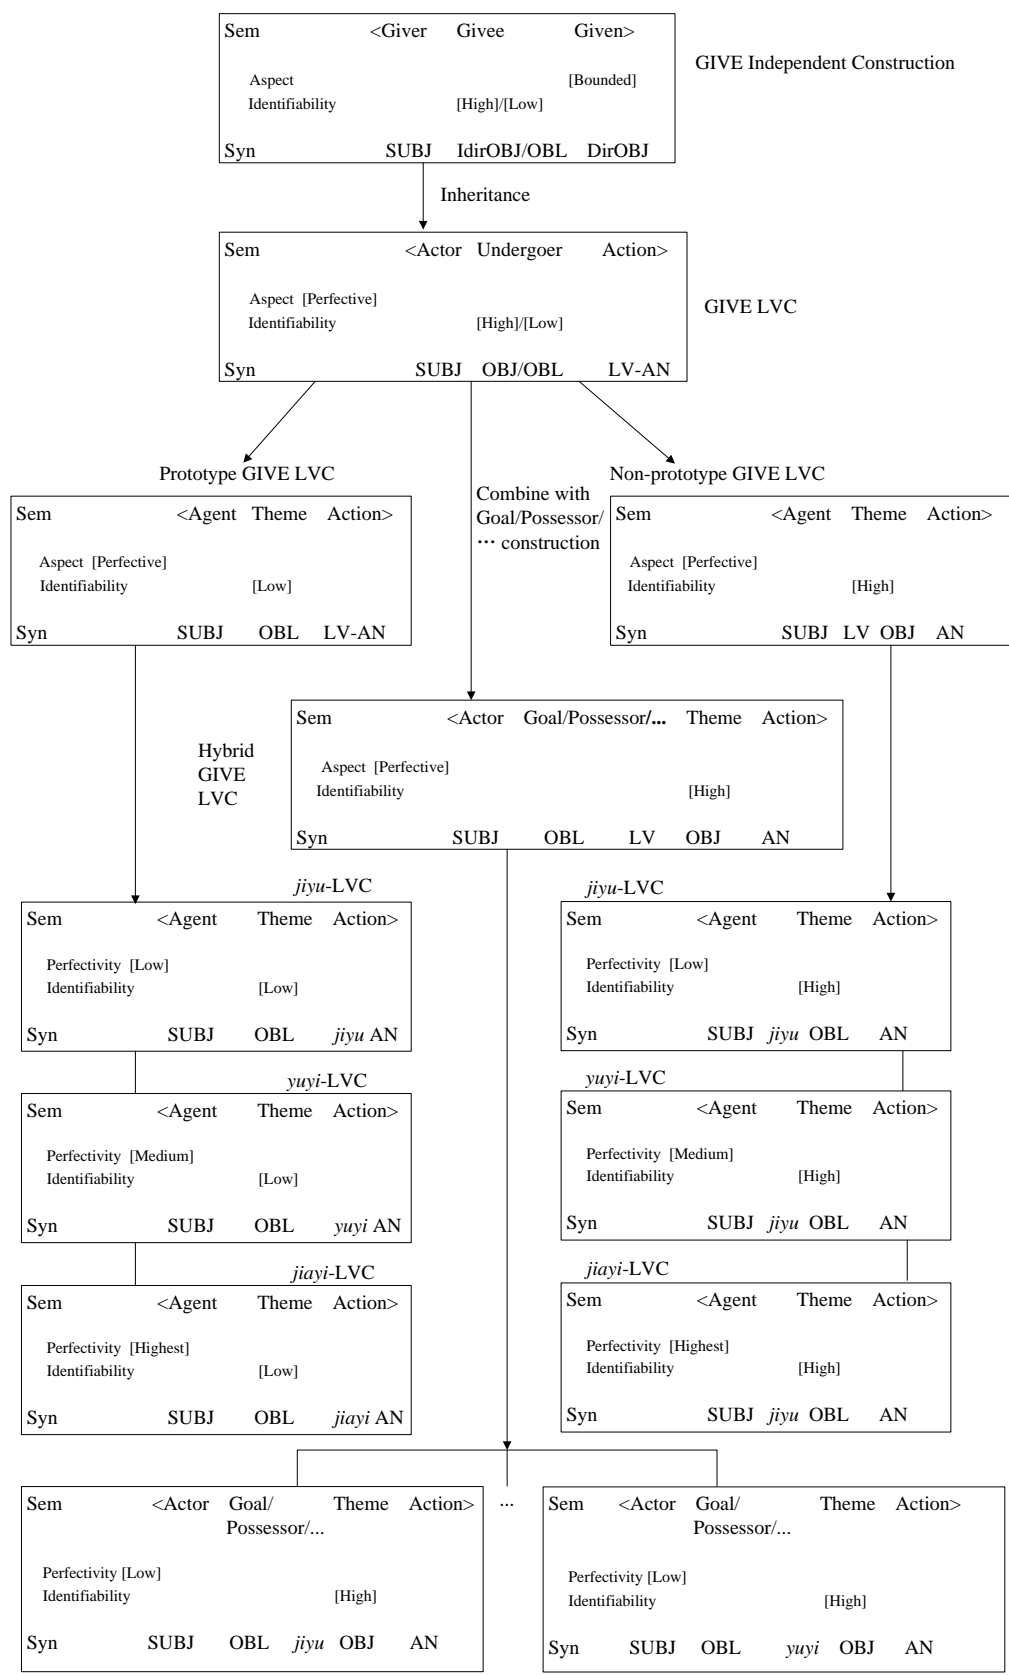 Sem <Giver Givee Given>
Aspect [Bounded]
Identifiability [High]/[Low]
Syn SUBJ IdirOBJ/OBL DirOBJ
GIVE Independent Construction
Inheritance
Sem <Actor Undergoer Action>
Aspect [Perfective]
Identifiability [High]/[Low]
Syn SUBJ OBJ/OBL LV-AN
GIVE LVC
Prototype GIVE LVC
Sem <Agent Theme Action>
Aspect [Perfective]
Identifiability [Low]
Syn SUBJ OBL LV-AN
Combine with
Goal/Possessor/
... construction
Non-prototype GIVE LVC
Sem <Agent Theme Action>
Aspect [Perfective]
Identifiability [High]
Syn SUBJ LV OBJ AN
Hybrid
GIVE
LVC
Sem <Actor Goal/Possessor/... Theme Action>
Aspect [Perfective]
Identifiability [High]
Syn SUBJ OBL LV OBJ AN
jiyu-LVC
Sem <Agent Theme Action>
Perfectivity [Low]
Identifiability [Low]
Syn SUBJ OBL jiyu AN
yuyi-LVC
Sem <Agent Theme Action>
Perfectivity [Medium]
Identifiability [Low]
Syn SUBJ OBL yuyi AN
jiayi-LVC
Sem <Agent Theme Action>
Perfectivity [Highest]
Identifiability [Low]
Syn SUBJ OBL jiayi AN
jiyu-LVC
Sem <Agent Theme Action>
Perfectivity [Low]
Identifiability [High]
Syn SUBJ jiyu OBL AN
yuyi-LVC
Sem <Agent Theme Action>
Perfectivity [Medium]
Identifiability [High]
Syn SUBJ jiyu OBL AN
jiayi-LVC
Sem <Agent Theme Action>
Perfectivity [Highest]
Identifiability [High]
Syn SUBJ jiyu OBL AN
Sem <Actor Goal/ Theme Action>
Possessor/...
Perfectivity [Low]
Identifiability [High]
Syn SUBJ OBL jiyu OBJ AN
...
Sem <Actor Goal/ Theme Action>
Possessor/...
Perfectivity [Low]
Identifiability [High]
Syn SUBJ OBL yuyi OBJ AN